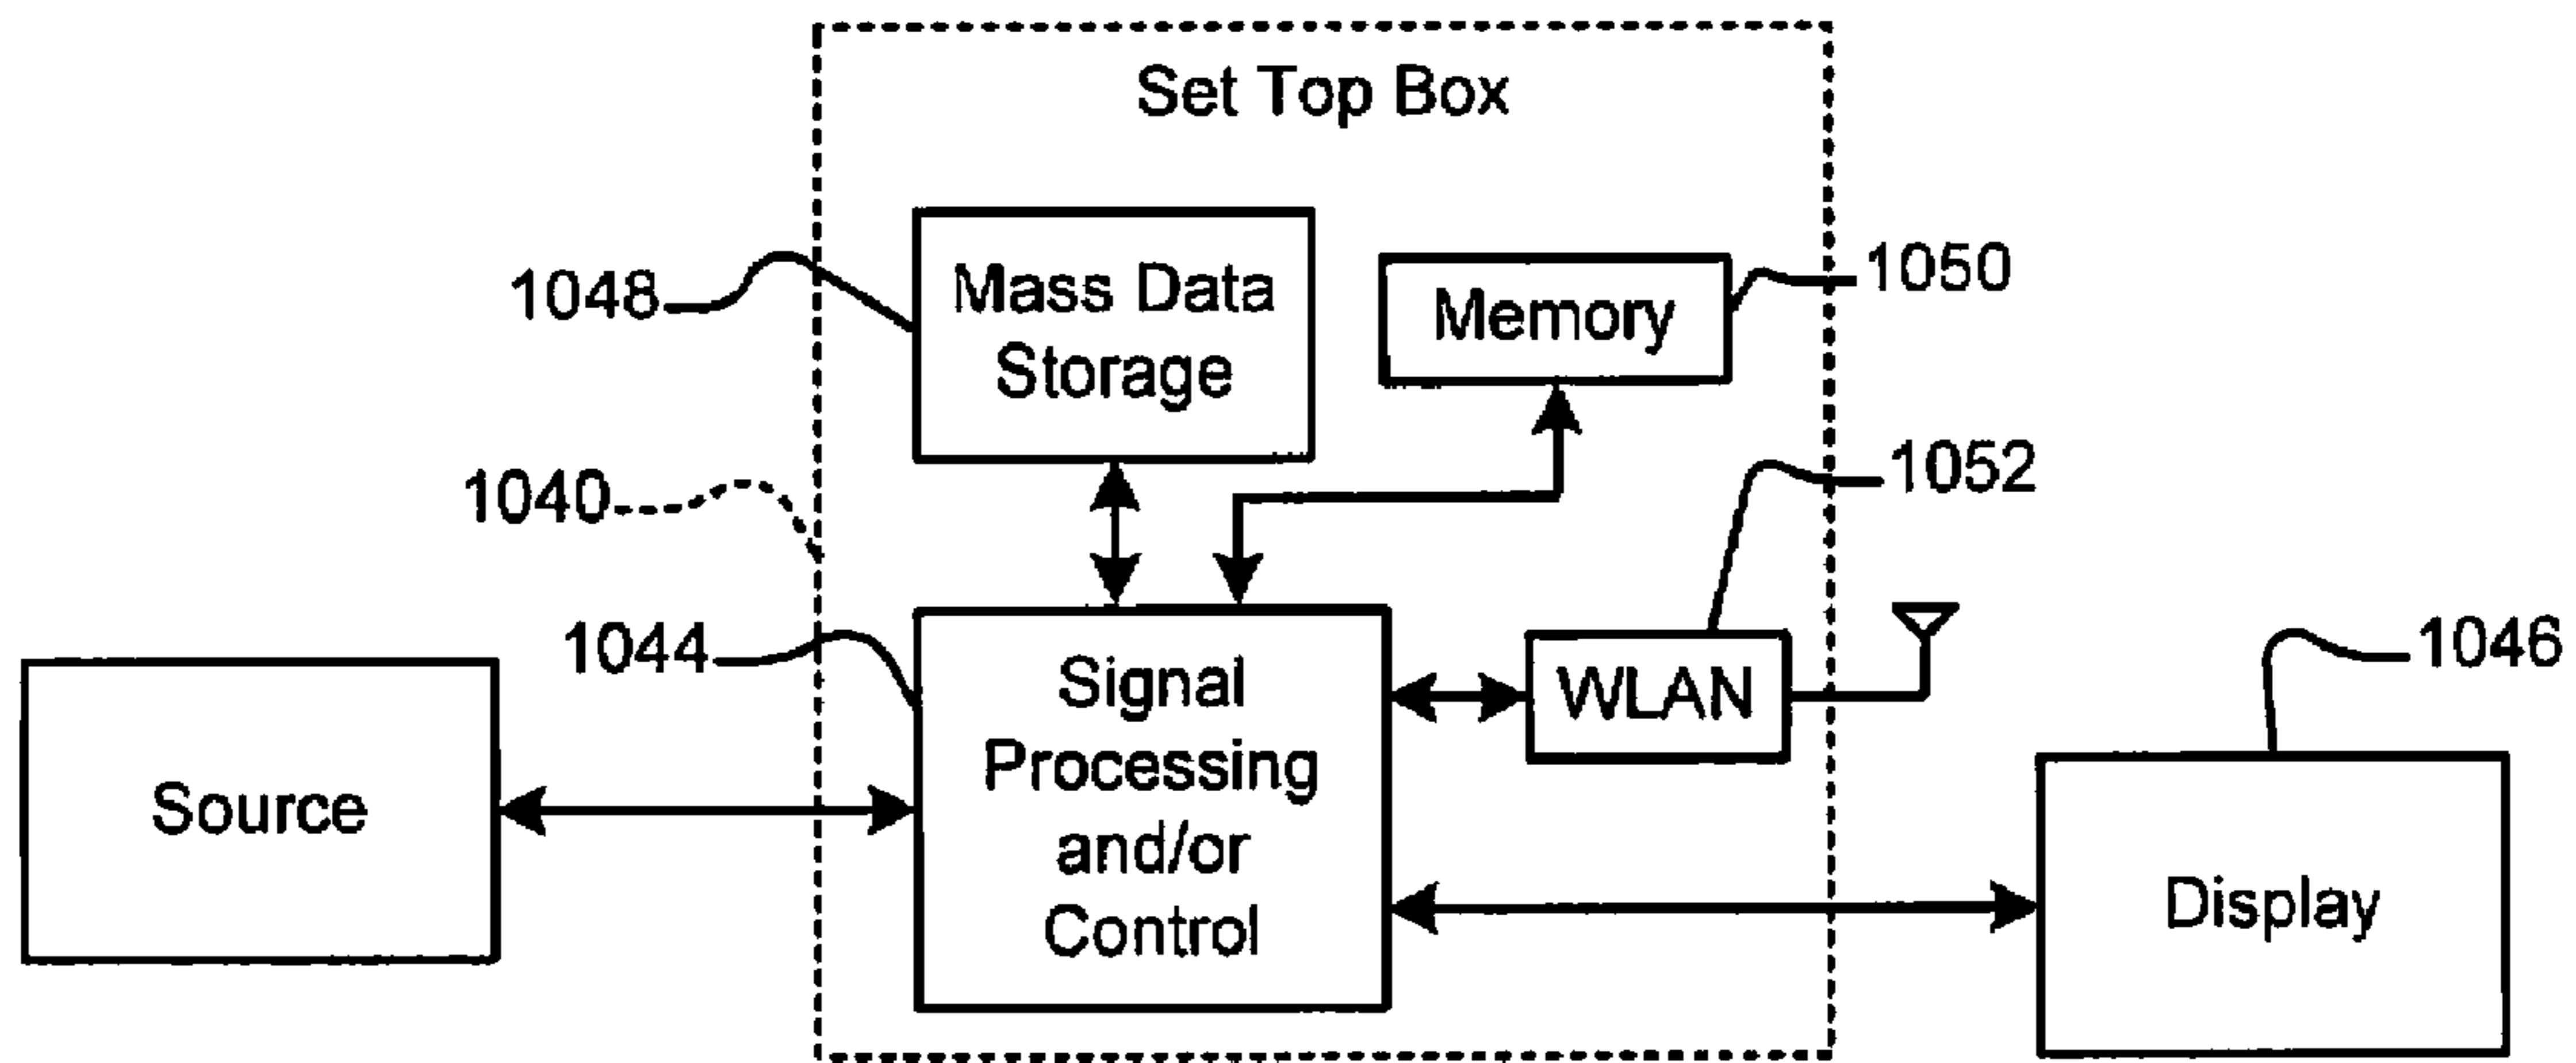 Set Top Box
1048
Mass Data
Storage
Memory
1050
1040
1052
1044
Signal
Processing
and/or
Control
WLAN
1046
Source
Display